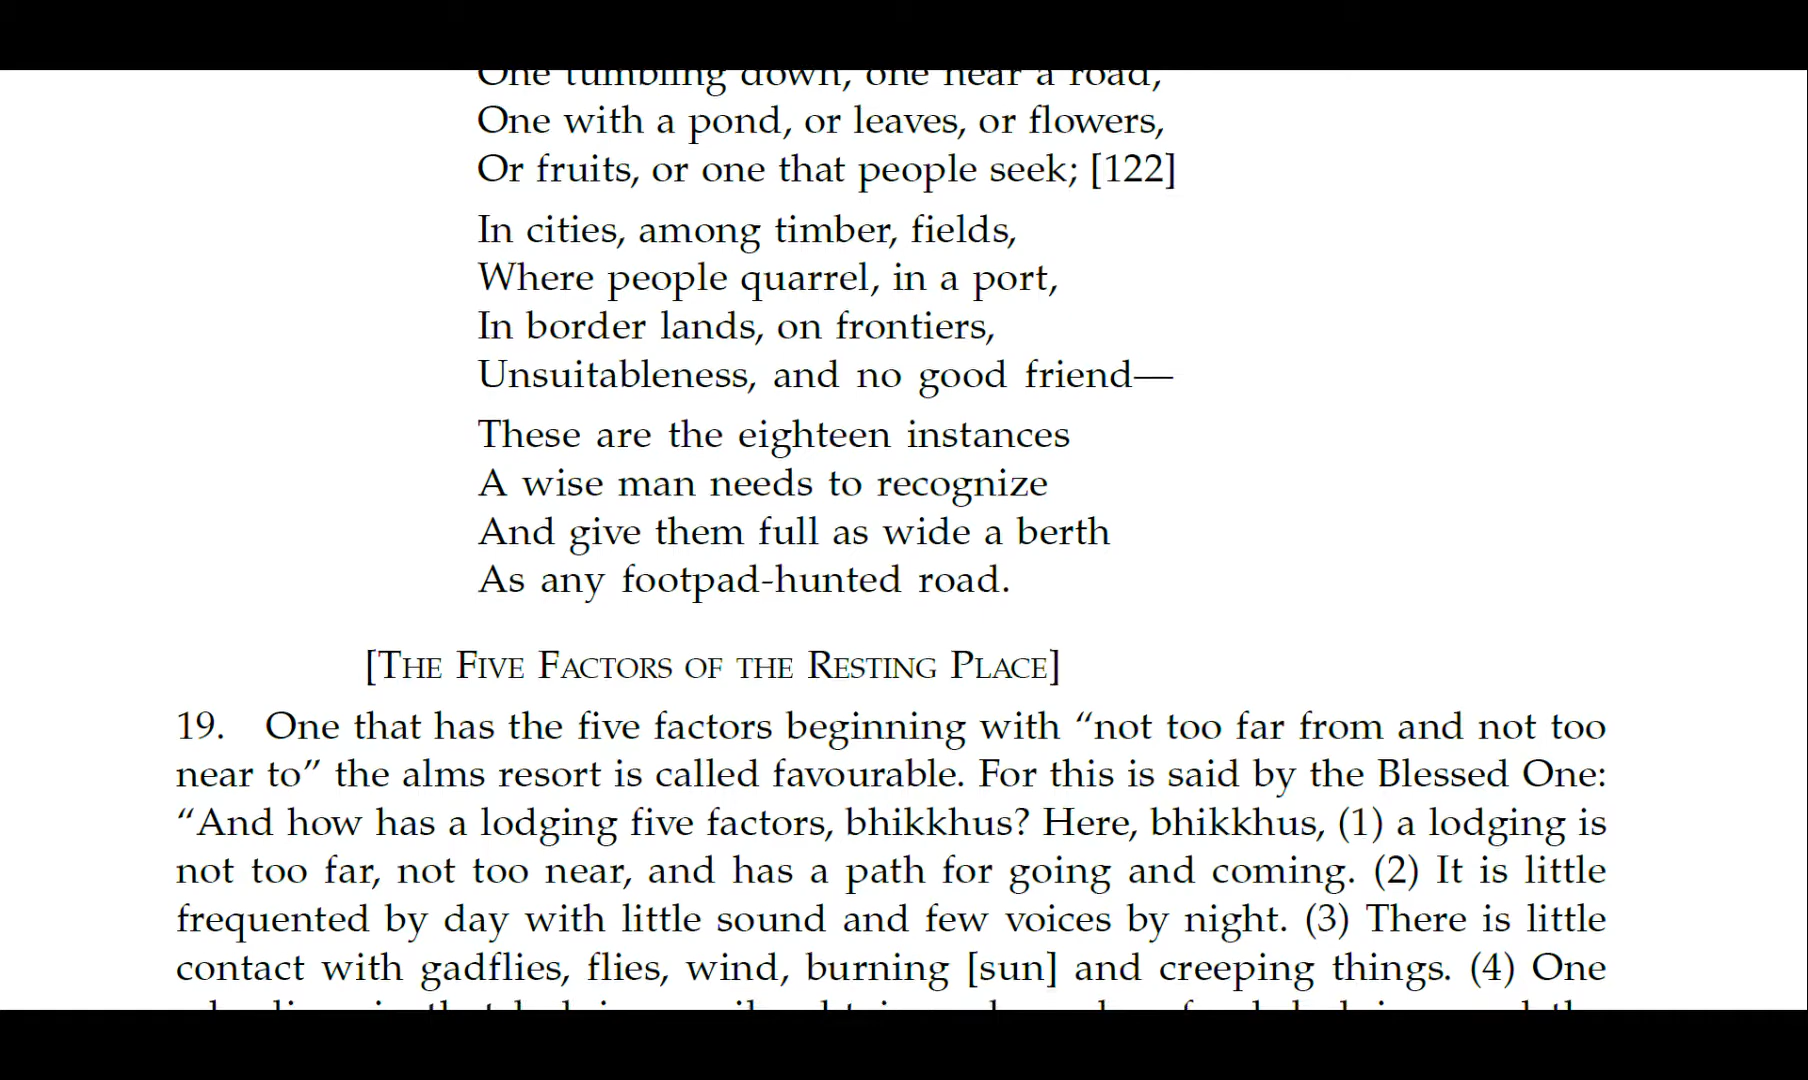 One tumbling down, one near a road,
One with a pond, or leaves, or flowers,
Or fruits, or one that people seek; [122]
In cities, among timber, fields,
Where people quarrel, in a port,
In border lands, on frontiers,
Unsuitableness, and no good friend—
These are the eighteen instances
A wise man needs to recognize
And give them full as wide a berth
As any footpad-hunted road.
[The Five Factors of the Resting Place]
19. One that has the five factors beginning with “not too far from and not too
near to” the alms resort is called favourable. For this is said by the Blessed One:
“And how has a lodging five factors, bhikkhus? Here, bhikkhus, (1) a lodging is
not too far, not too near, and has a path for going and coming. (2) It is little
frequented by day with little sound and few voices by night. (3) There is little
contact with gadflies, flies, wind, burning [sun] and creeping things. (4) One